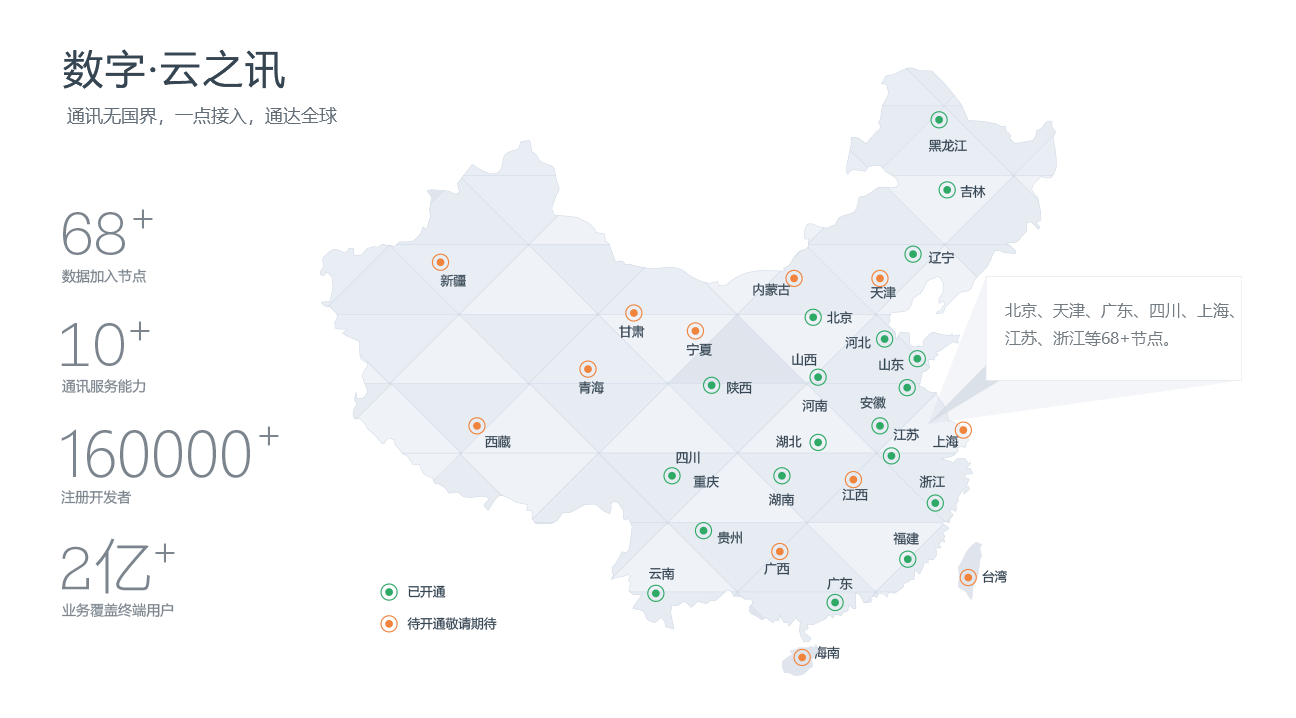 数字·云之讯
通讯无国界，一点接入，通达全球
68+
数据加入节点
10+
通讯服务能力
160000+
注册开发者
2亿+
业务覆盖终端用户
黑龙江
吉林
辽宁
新疆
内蒙古
天津
北京
甘肃
宁夏
河北
山西
山东
青海
陕西
河南
安徽
西藏
湖北
江苏
上海
四川
重庆
湖南
江西
浙江
贵州
福建
广西
云南
广东
台湾
海南
北京、天津、广东、四川、上海、
江苏、浙江等68+节点。
已开通
待开通敬请期待